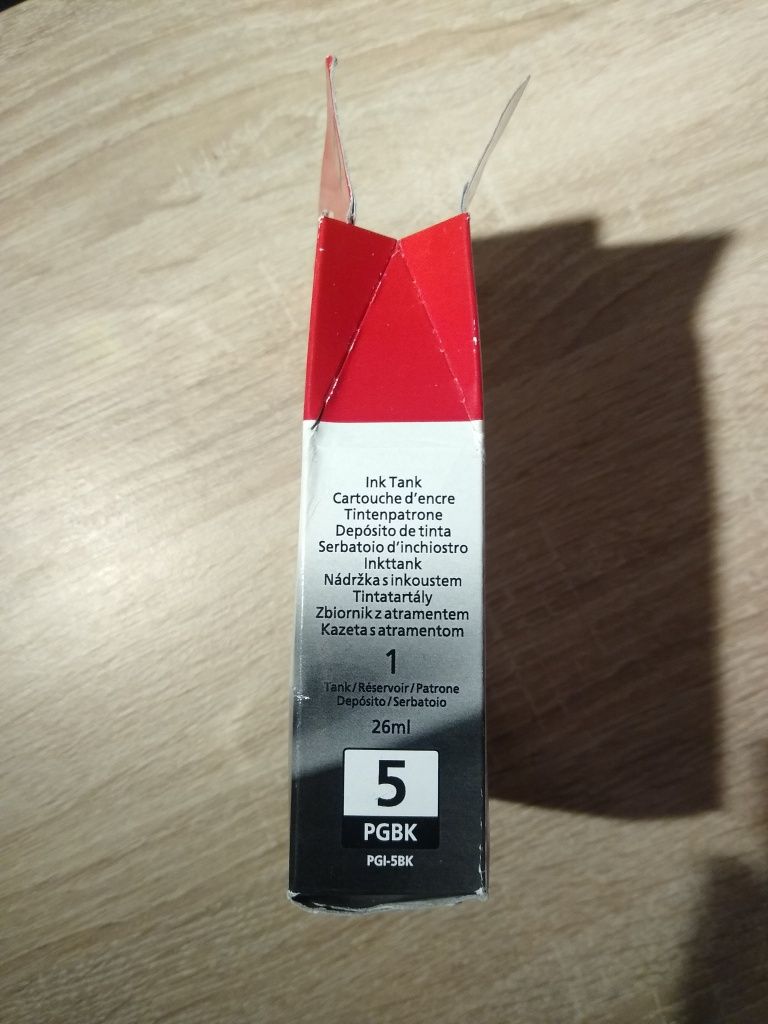 Ink Tank
Cartouche d'encre
Tintenpatrone
Depósito de tinta
Serbatoio d'inchiostro
Inkttank
Nádržka s inkoustem
Tintatartály
Zbiornik z atramentem
Kazeta s atramentom
1
Tank/Réservoir/Patrone
Depósito/Serbatoio
26ml
5
PGBK
PGI-5BK